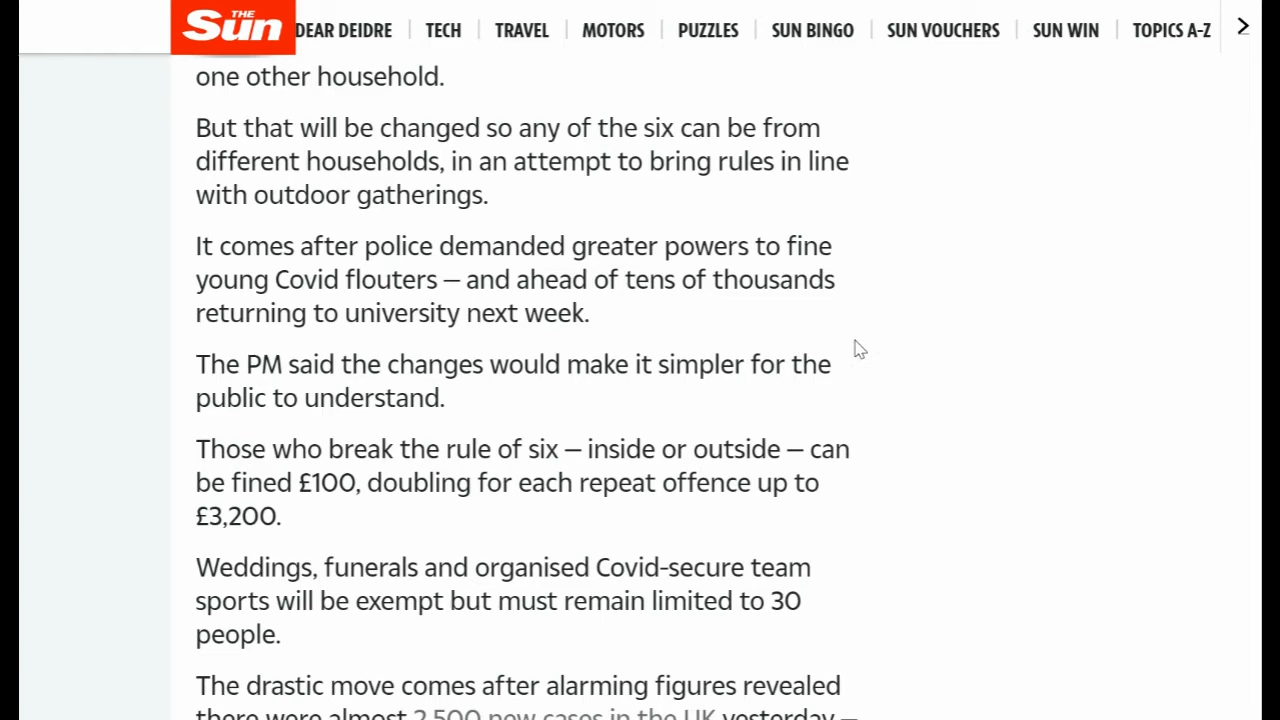 THE
Sun
DEAR DEIDRE TECH TRAVEL MOTORS PUZZLES SUN BINGO SUN VOUCHERS SUN WIN TOPICS A-Z
one other household.
But that will be changed so any of the six can be from
different households, in an attempt to bring rules in line
with outdoor gatherings.
It comes after police demanded greater powers to fine
young Covid flouters – and ahead of tens of thousands
returning to university next week.
The PM said the changes would make it simpler for the
public to understand.
Those who break the rule of six – inside or outside – can
be fined £100, doubling for each repeat offence up to
£3,200.
Weddings, funerals and organised Covid-secure team
sports will be exempt but must remain limited to 30
people.
The drastic move comes after alarming figures revealed
there were almost 2,500 new cases in the UK yesterday –